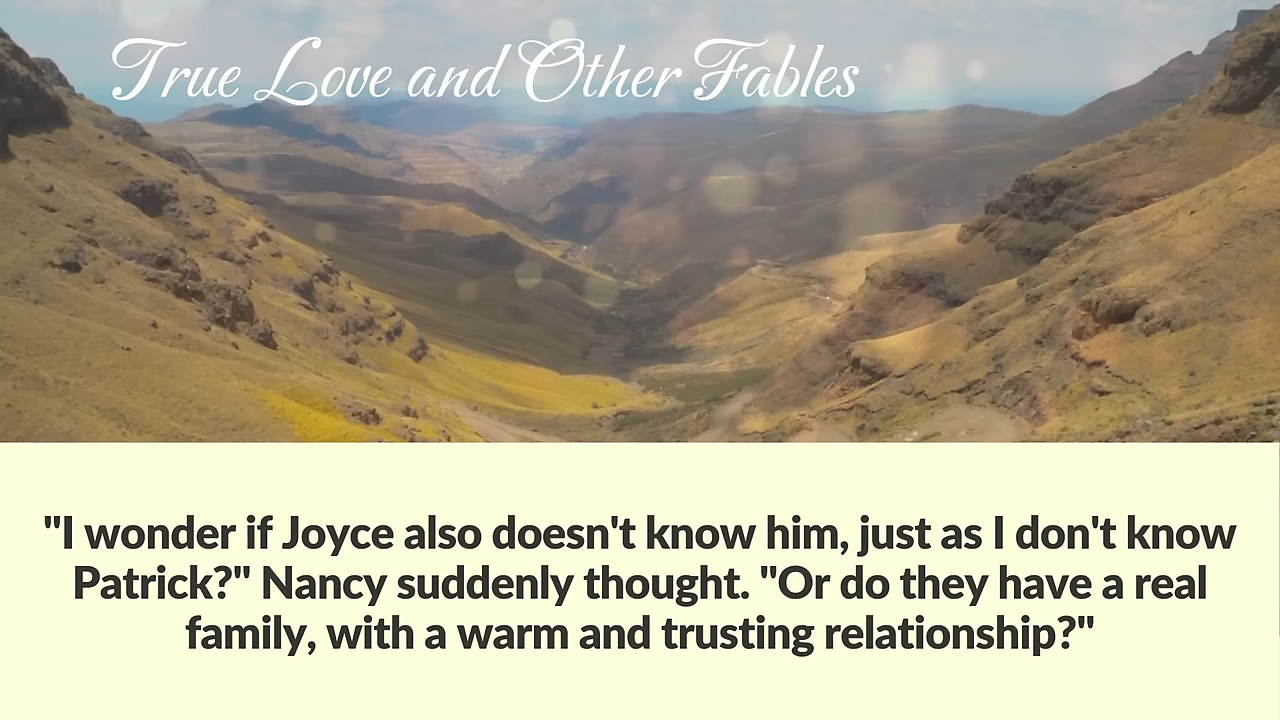 True Love and Other Fables
"I wonder if Joyce also doesn't know him, just as I don't know
Patrick?" Nancy suddenly thought. "Or do they have a real
family, with a warm and trusting relationship?"